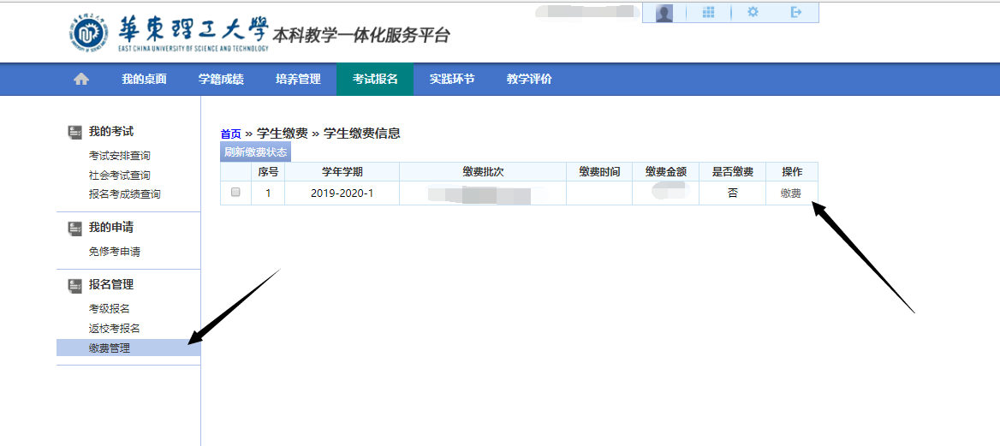 華東理工大學 本科教学一体化服务平台
EAST CHINA UNIVERSITY OF SCIENCE AND TECHNOLOGY
我的桌面 学籍成绩 培养管理 考试报名 实践环节 教学评价
我的考试
考试安排查询
社会考试查询
报名考成绩查询
我的申请
免修考申请
报名管理
考级报名
返校考报名
缴费管理
首页 » 学生缴费 » 学生缴费信息
刷新缴费状态
序号 学年学期 缴费批次 缴费时间 缴费金额 是否缴费 操作
1 2019-2020-1 否 缴费